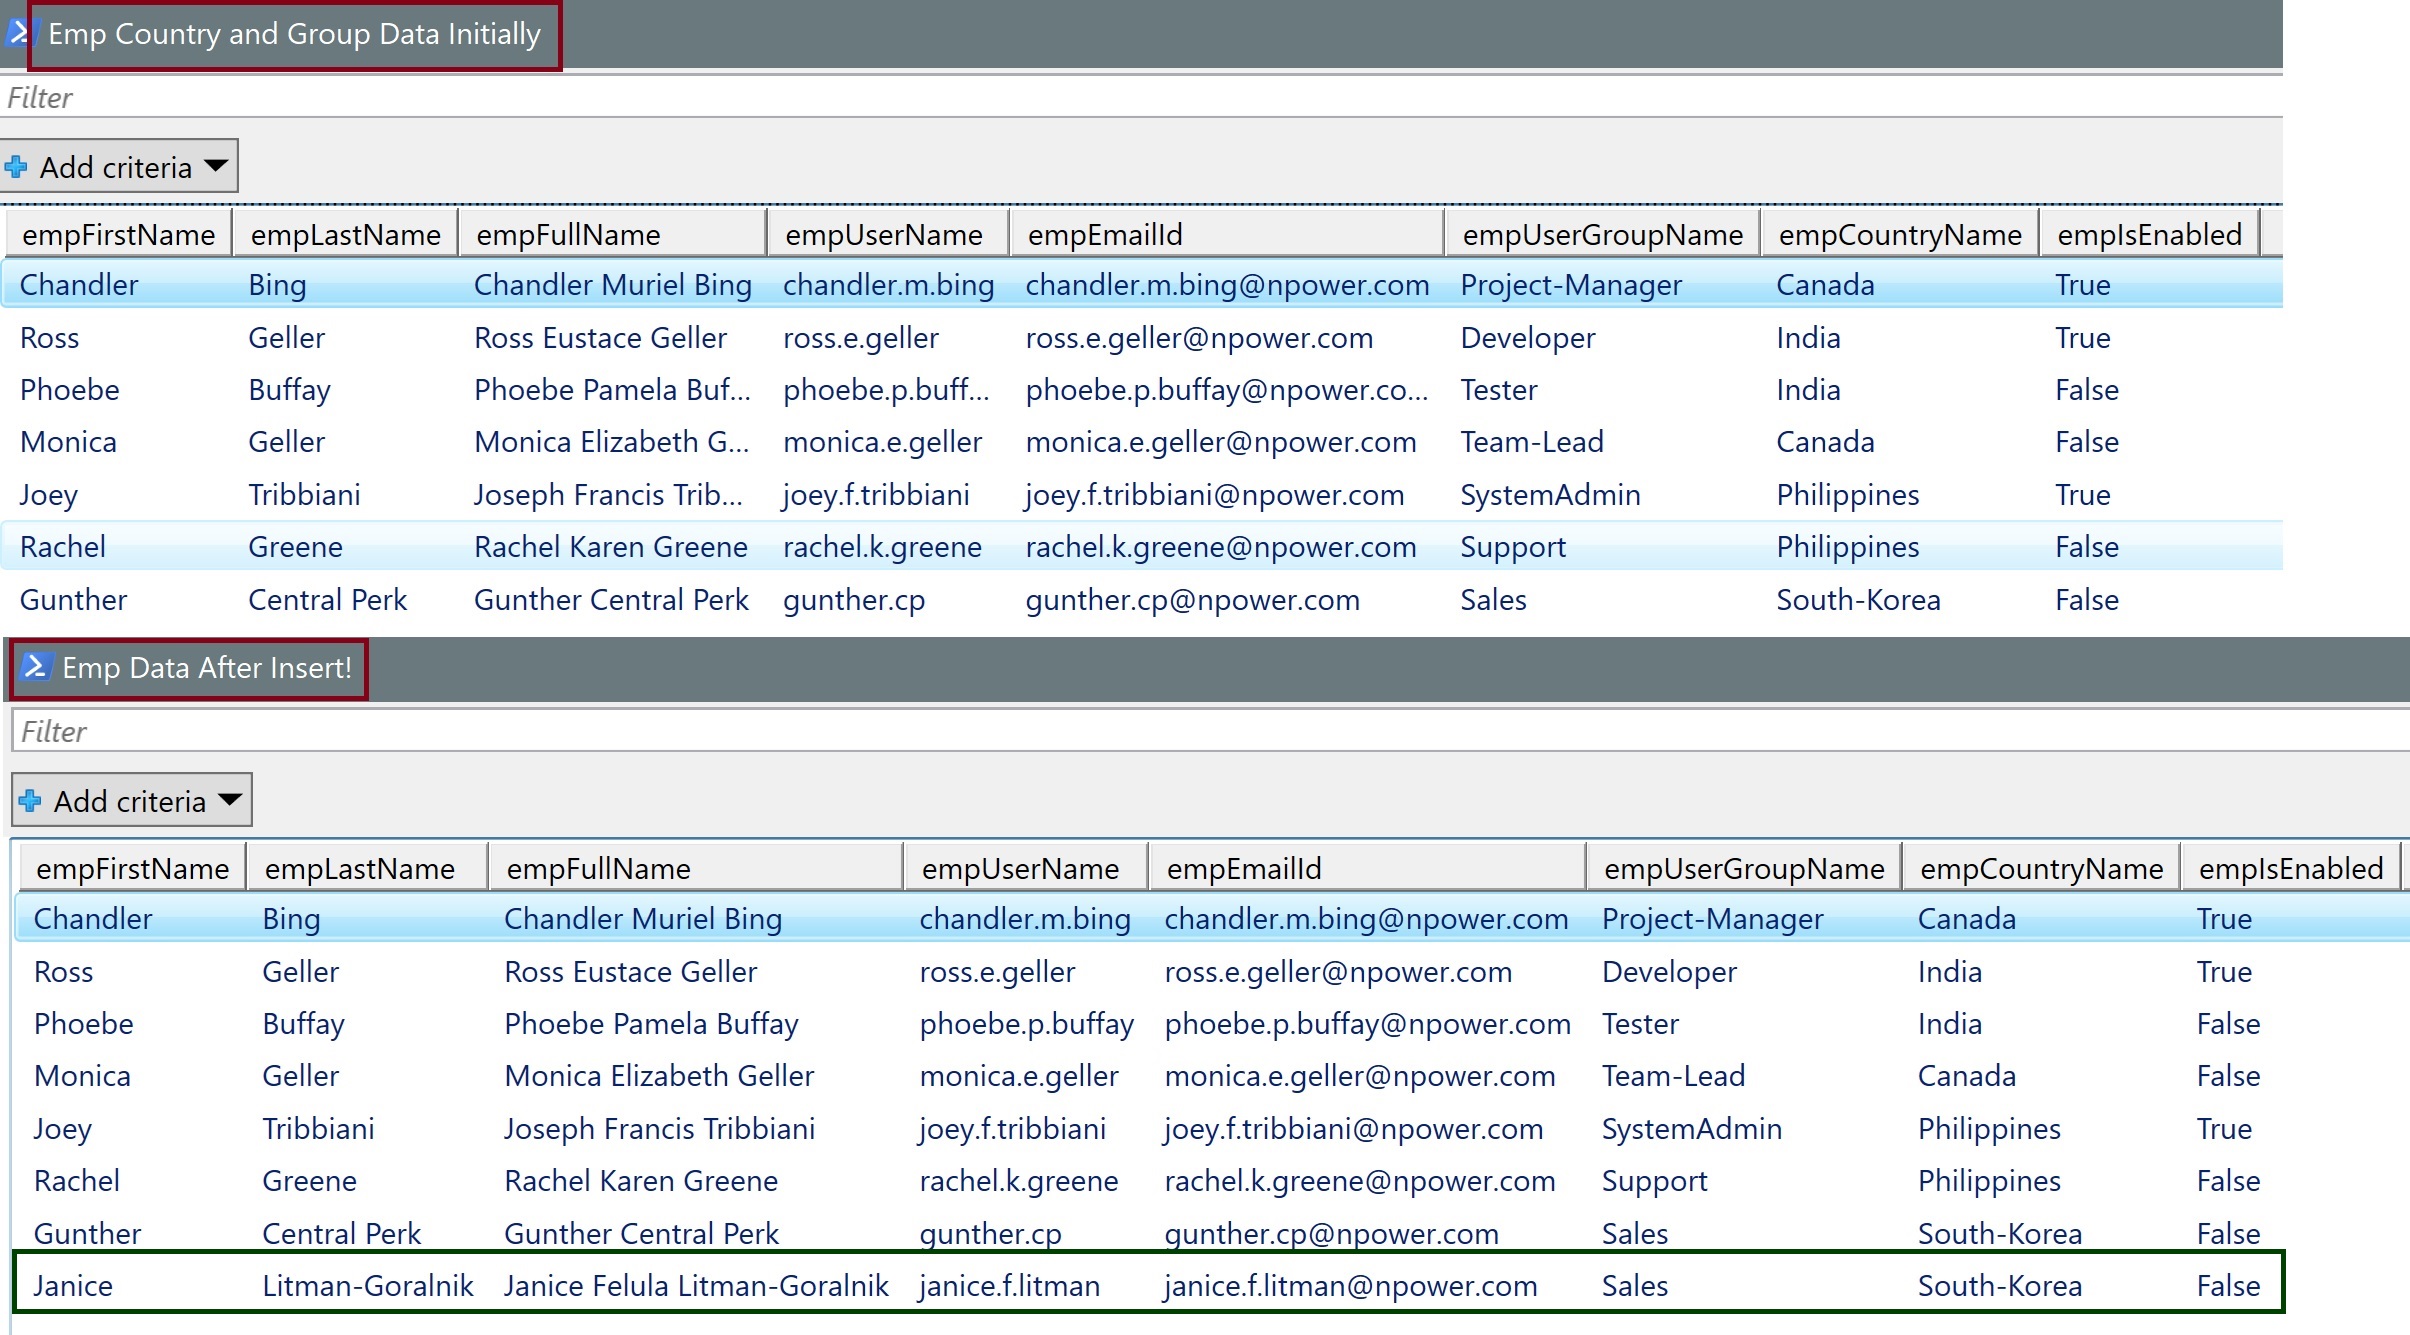 Emp Country and Group Data Initially
Filter
Add criteria
empFirstName empLastName empFullName empUserName empEmailId empUserGroupName empCountryName empIsEnabled
Chandler Bing Chandler Muriel Bing chandler.m.bing chandler.m.bing@npower.com Project-Manager Canada True
Ross Geller Ross Eustace Geller ross.e.geller ross.e.geller@npower.com Developer India True
Phoebe Buffay Phoebe Pamela Buf... phoebe.p.buff... phoebe.p.buffay@npower.co... Tester India False
Monica Geller Monica Elizabeth G... monica.e.geller monica.e.geller@npower.com Team-Lead Canada False
Joey Tribbiani Joseph Francis Trib... joey.f.tribbiani joey.f.tribbiani@npower.com SystemAdmin Philippines True
Rachel Greene Rachel Karen Greene rachel.k.greene rachel.k.greene@npower.com Support Philippines False
Gunther Central Perk Gunther Central Perk gunther.cp gunther.cp@npower.com Sales South-Korea False
Emp Data After Insert!
Filter
Add criteria
empFirstName empLastName empFullName empUserName empEmailId empUserGroupName empCountryName empIsEnabled
Chandler Bing Chandler Muriel Bing chandler.m.bing chandler.m.bing@npower.com Project-Manager Canada True
Ross Geller Ross Eustace Geller ross.e.geller ross.e.geller@npower.com Developer India True
Phoebe Buffay Phoebe Pamela Buffay phoebe.p.buffay phoebe.p.buffay@npower.com Tester India False
Monica Geller Monica Elizabeth Geller monica.e.geller monica.e.geller@npower.com Team-Lead Canada False
Joey Tribbiani Joseph Francis Tribbiani joey.f.tribbiani joey.f.tribbiani@npower.com SystemAdmin Philippines True
Rachel Greene Rachel Karen Greene rachel.k.greene rachel.k.greene@npower.com Support Philippines False
Gunther Central Perk Gunther Central Perk gunther.cp gunther.cp@npower.com Sales South-Korea False
Janice Litman-Goralnik Janice Felula Litman-Goralnik janice.f.litman janice.f.litman@npower.com Sales South-Korea False